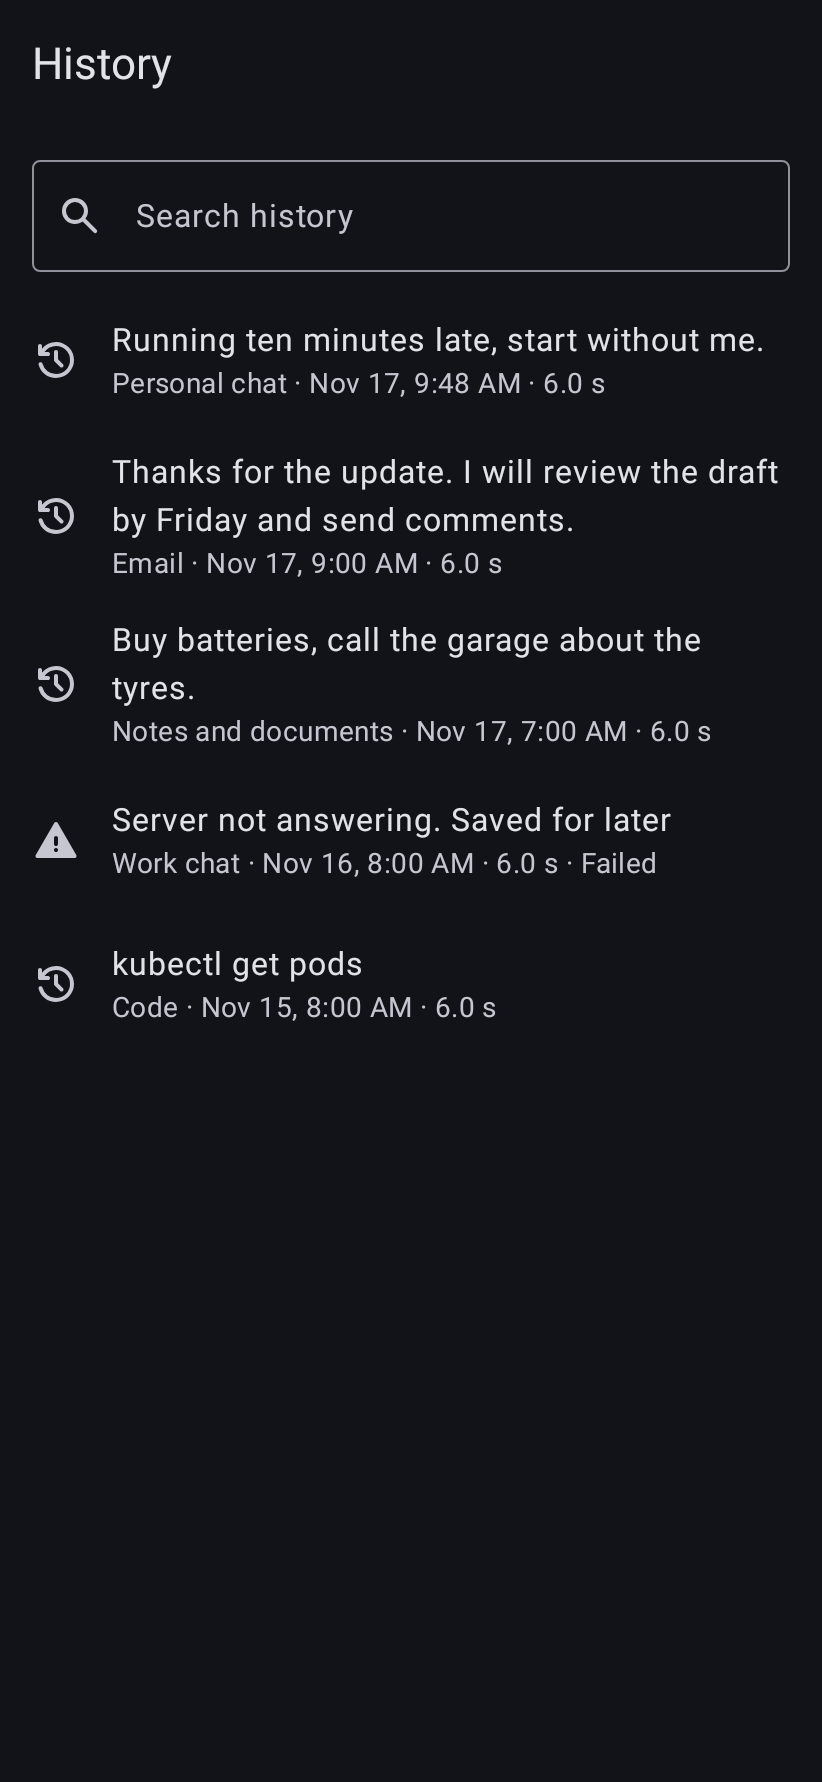 History
Search history
Running ten minutes late, start without me.
Personal chat · Nov 17, 9:48 AM · 6.0 s
Thanks for the update. I will review the draft
by Friday and send comments.
Email · Nov 17, 9:00 AM · 6.0 s
Buy batteries, call the garage about the
tyres.
Notes and documents · Nov 17, 7:00 AM · 6.0 s
Server not answering. Saved for later
Work chat · Nov 16, 8:00 AM · 6.0 s · Failed
kubectl get pods
Code · Nov 15, 8:00 AM · 6.0 s